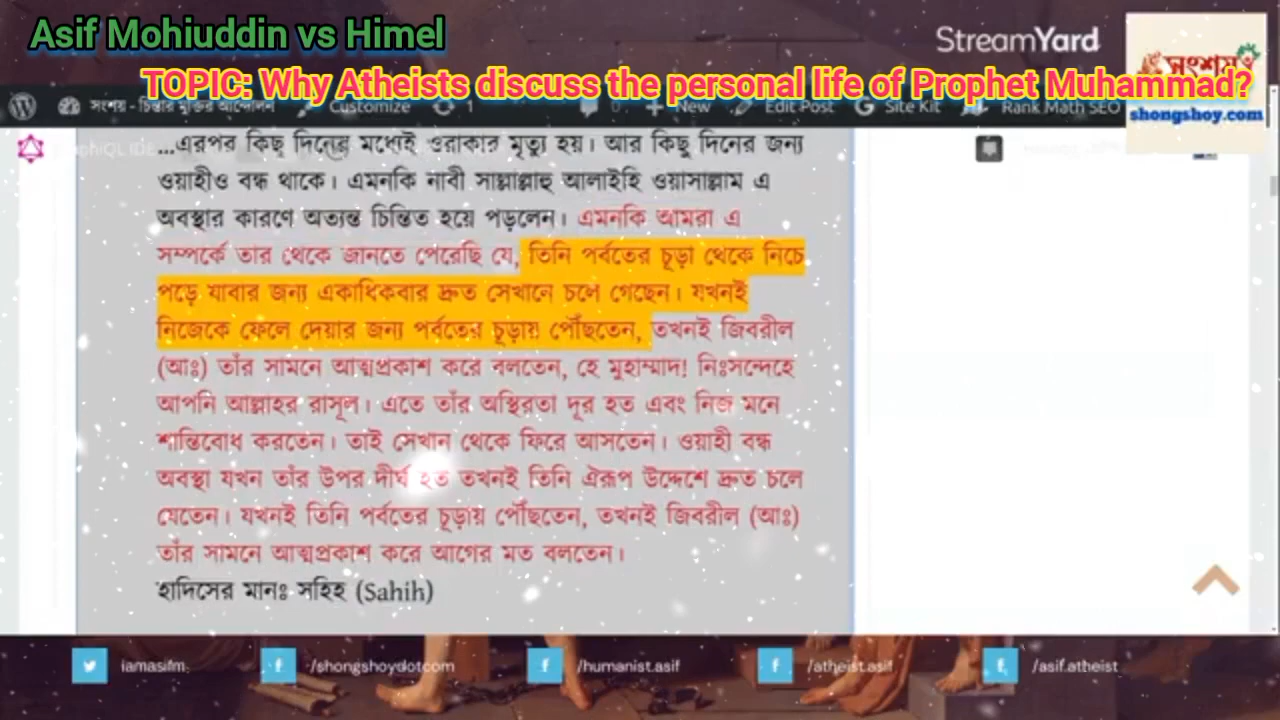 Asif Mohiuddin vs Himel
StreamYard
সংশয়
TOPIC: Why Atheists discuss the personal life of Prophet Muhammad?
সংশয় - চিন্তার মুক্তির আন্দোলন Customize 1 0 New Edit Post Site Kit Rank Math SEO
shongshoy.com
...এরপর কিছু দিনের মধ্যেই ওরাকার মৃত্যু হয়। আর কিছু দিনের জন্য
ওয়াহীও বন্ধ থাকে। এমনকি নাবী সাল্লাল্লাহু আলাইহি ওয়াসাল্লাম এ
অবস্থার কারণে অত্যন্ত চিন্তিত হয়ে পড়লেন। এমনকি আমরা এ
সম্পর্কে তার থেকে জানতে পেরেছি যে, তিনি পর্বতের চূড়া থেকে নিচে
পড়ে যাবার জন্য একাধিকবার দ্রুত সেখানে চলে গেছেন। যখনই
নিজেকে ফেলে দেয়ার জন্য পর্বতের চূড়ায় পৌঁছতেন, তখনই জিবরীল
(আঃ) তাঁর সামনে আত্মপ্রকাশ করে বলতেন, হে মুহাম্মাদ! নিঃসন্দেহে
আপনি আল্লাহর রাসূল। এতে তাঁর অস্থিরতা দূর হত এবং নিজ মনে
শান্তিবোধ করতেন। তাই সেখান থেকে ফিরে আসতেন। ওয়াহী বন্ধ
অবস্থা যখন তাঁর উপর দীর্ঘ হত তখনই তিনি ঐরূপ উদ্দেশে দ্রুত চলে
যেতেন। যখনই তিনি পর্বতের চূড়ায় পৌঁছতেন, তখনই জিবরীল (আঃ)
তাঁর সামনে আত্মপ্রকাশ করে আগের মত বলতেন।
হাদিসের মানঃ সহিহ (Sahih)
iamasifm /shongshoydotcom /humanist.asif /atheist.asif /asif.atheist